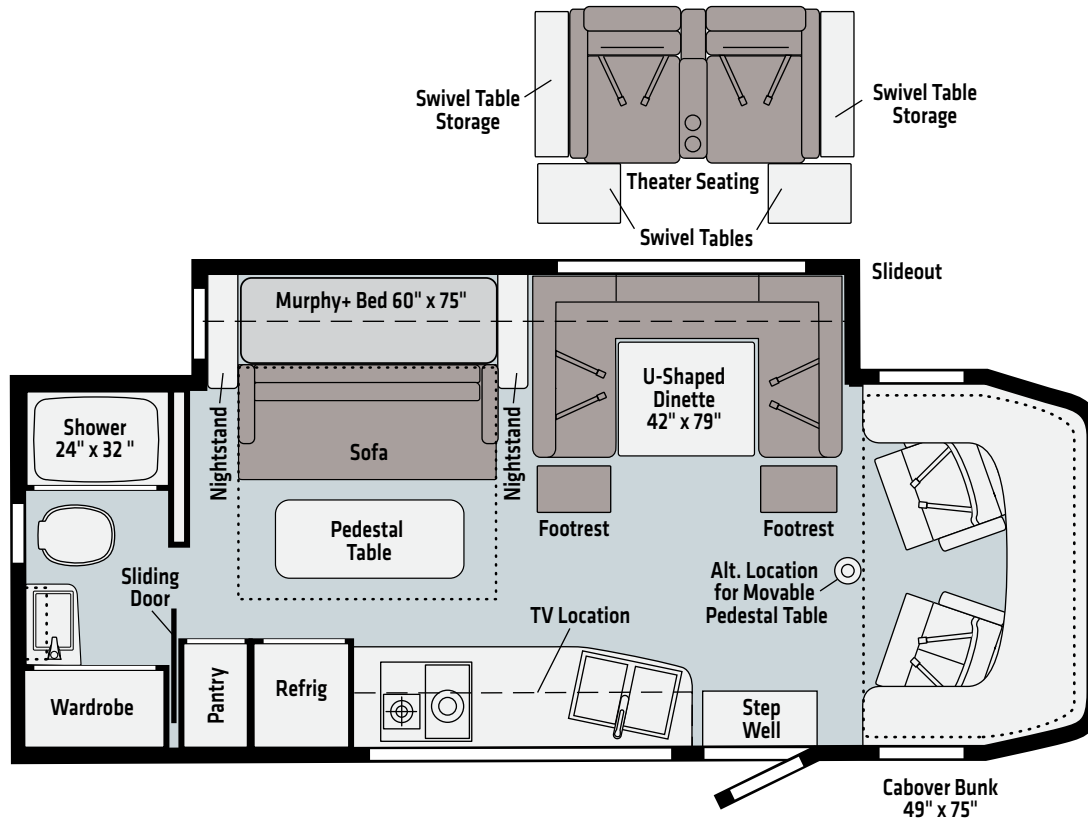 Swivel Table
Storage
Swivel Table
Storage
Theater Seating
Swivel Tables
Slideout
Murphy+ Bed 60" x 75"
U-Shaped
Dinette
42" x 79"
Shower
24" x 32 "
Nightstand
Sofa
Nightstand
Footrest
Footrest
Pedestal
Table
Sliding
Door
Alt. Location
for Movable
Pedestal Table
TV Location
Wardrobe
Pantry
Refrig
Step
Well
Cabover Bunk
49" x 75"